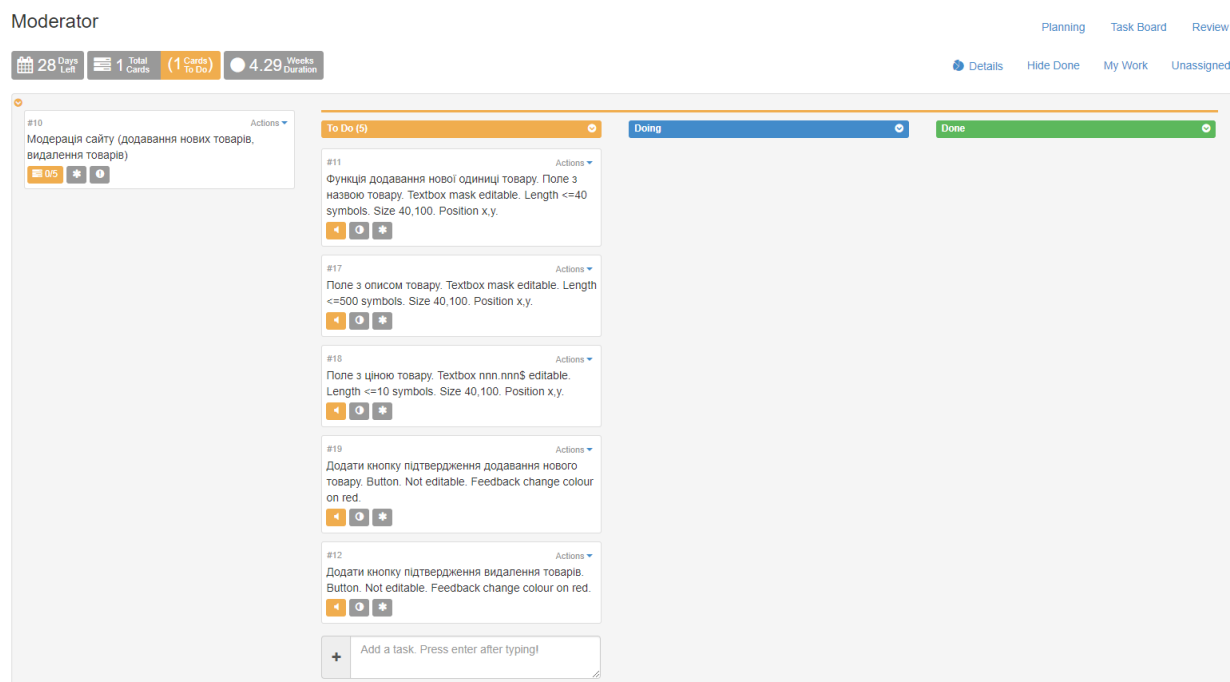 Moderator
Planning Task Board Review
28 Days Left 1 Total Cards (1 Cards To Do) 4.29 Weeks Duration
Details Hide Done My Work Unassigned
#10 Actions
Модерація сайту (додавання нових товарів,
видалення товарів)
0/5
To Do (5)
Doing
Done
#11 Actions
Функція додавання нової одиниці товару. Поле з
назвою товару. Textbox mask editable. Length <=40
symbols. Size 40,100. Position x,y.
#17 Actions
Поле з описом товару. Textbox mask editable. Length
<=500 symbols. Size 40,100. Position x,y.
#18 Actions
Поле з ціною товару. Textbox nnn.nnn$ editable.
Length <=10 symbols. Size 40,100. Position x,y.
#19 Actions
Додати кнопку підтвердження додавання нового
товару. Button. Not editable. Feedback change colour
on red.
#12 Actions
Додати кнопку підтвердження видалення товарів.
Button. Not editable. Feedback change colour on red.
+ Add a task. Press enter after typing!